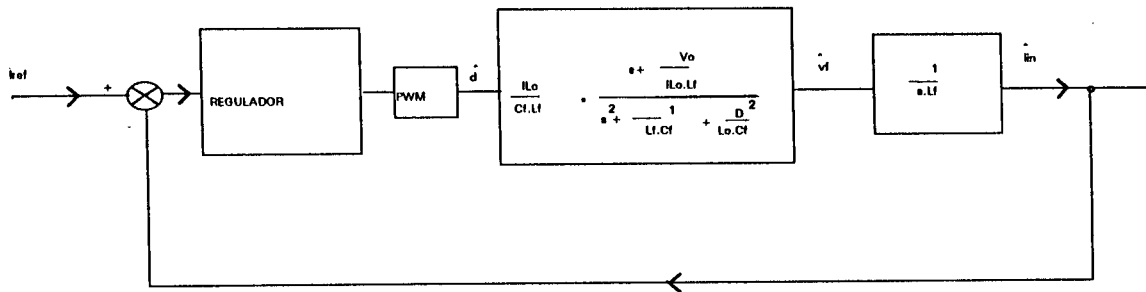 Iref
+
REGULADOR
PWM
^
d
ILo
Cf.Lf
.
s + Vo
ILo.Lf
s 2 + 1 + D 2
Lf.Cf Lo.Cf
^
vf
1
s.Lf
^
Iin